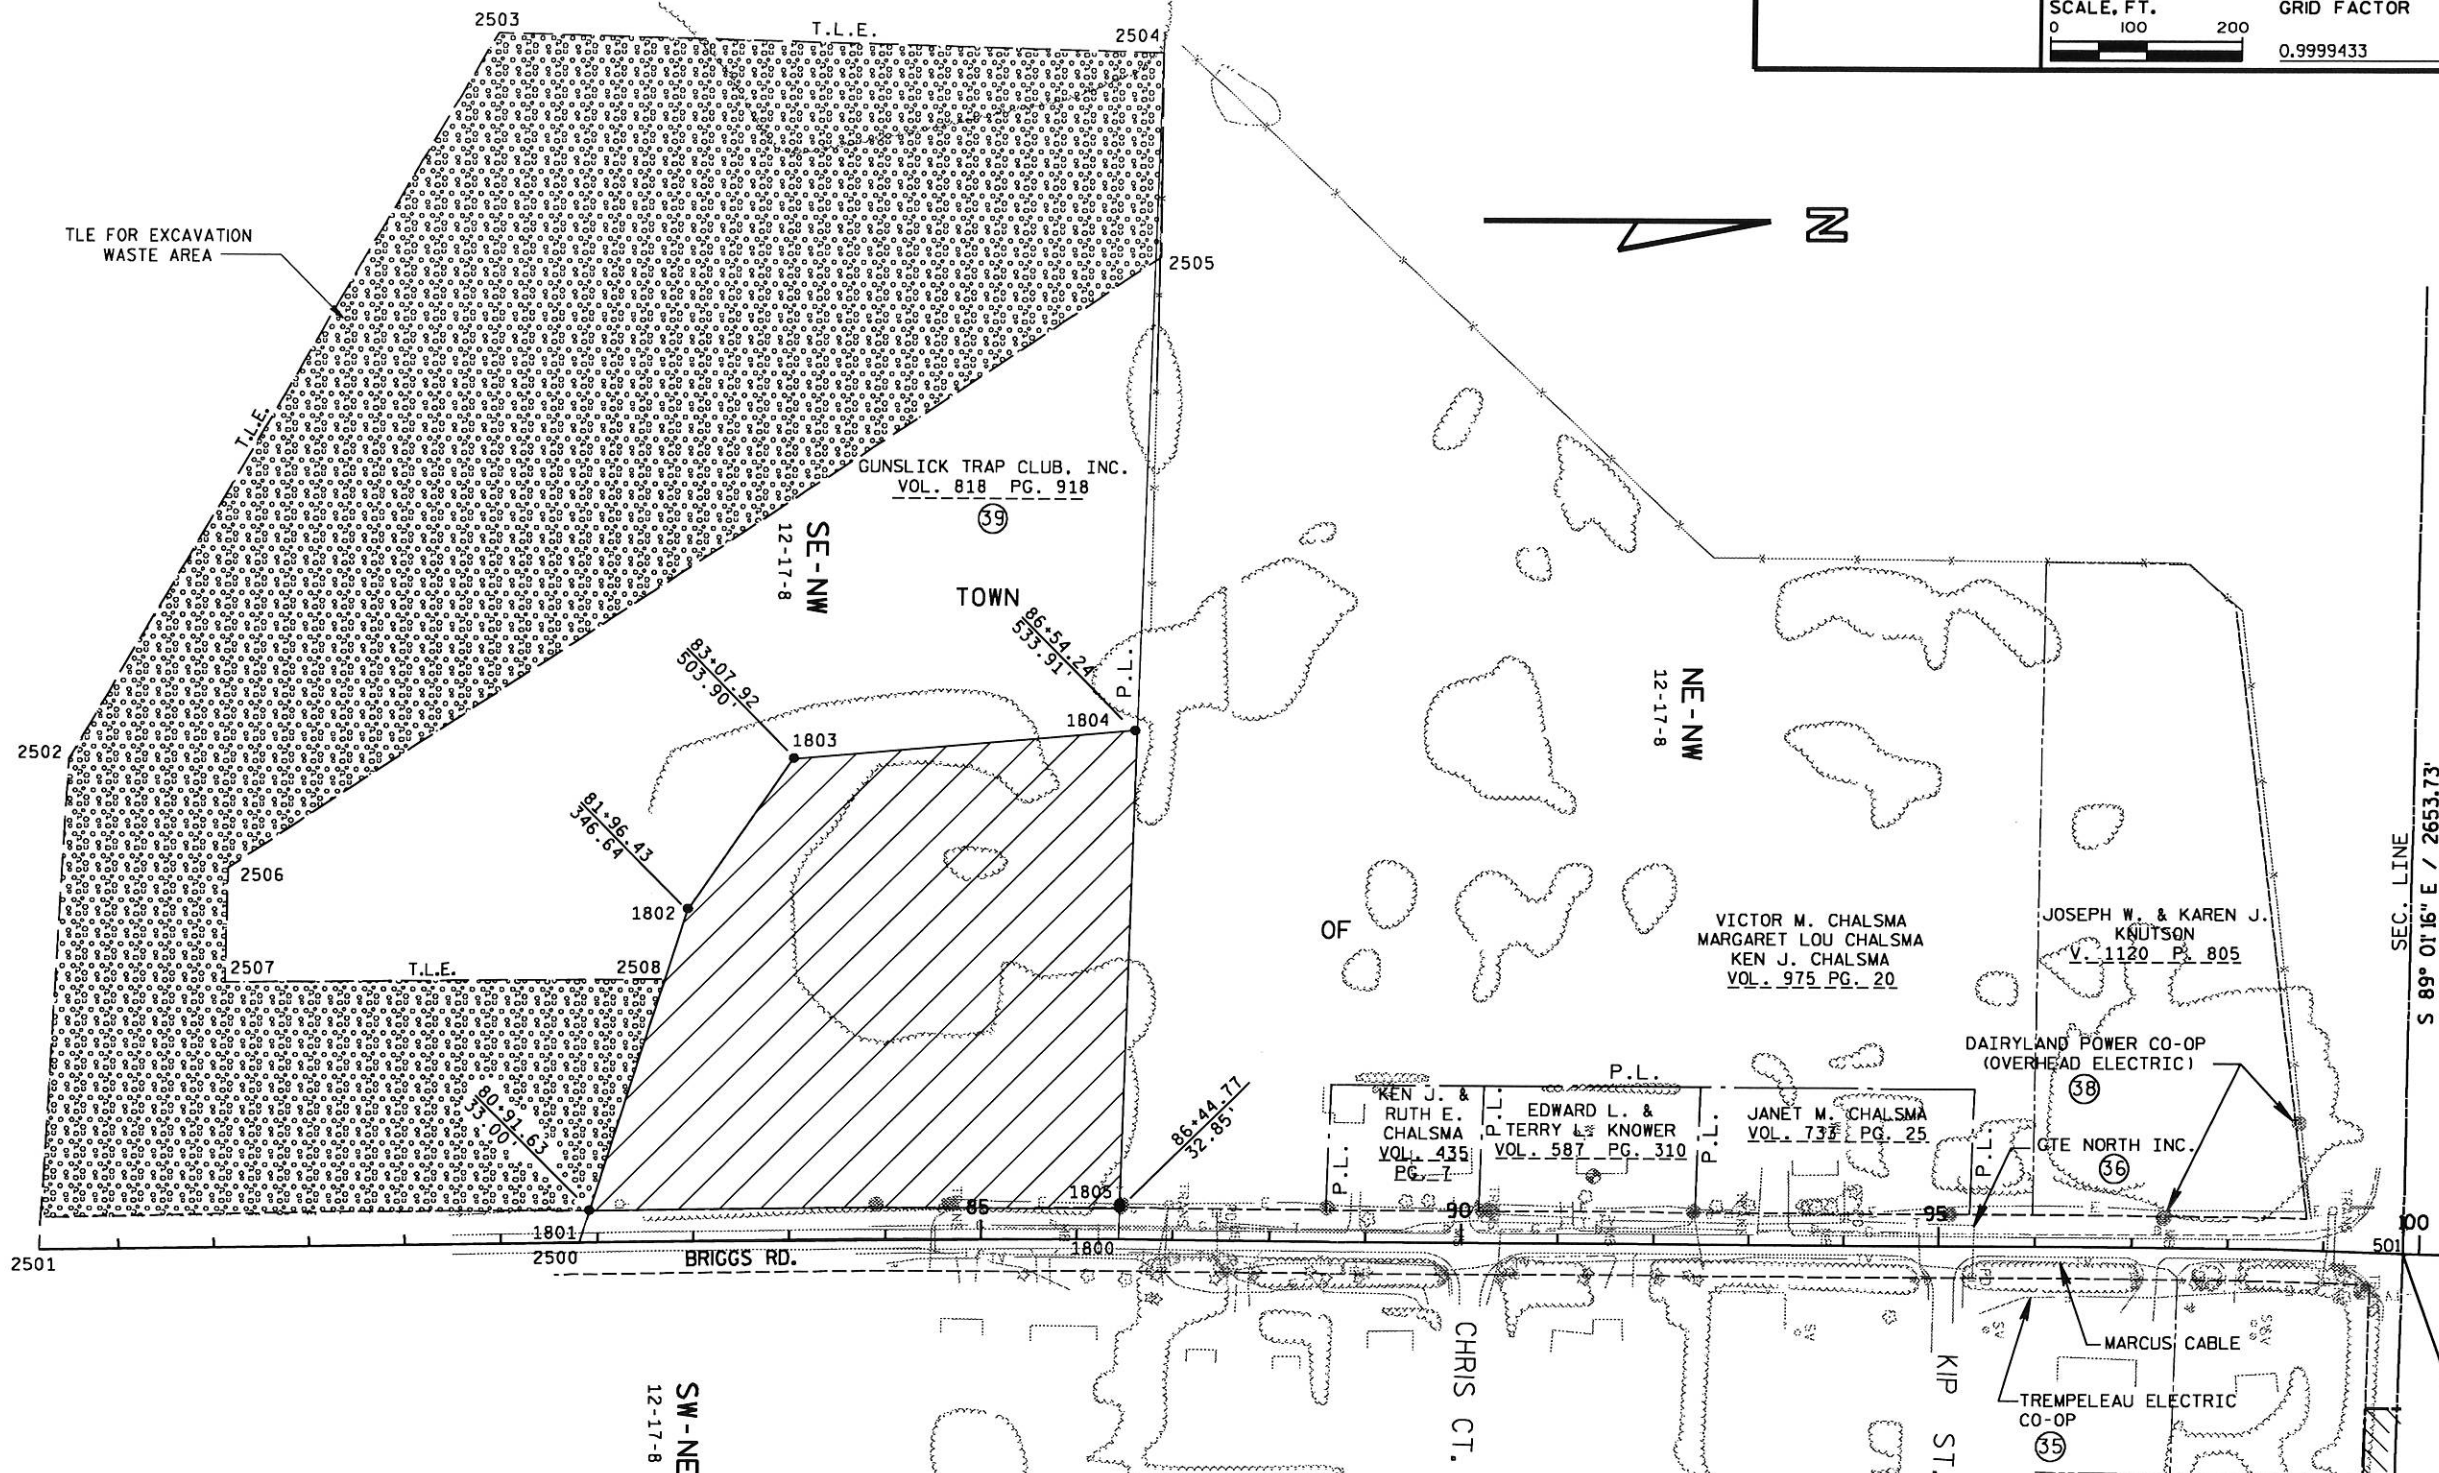 SCALE, FT.
0 100 200
GRID FACTOR
0.9999433
2503
T.L.E.
2504
N
TLE FOR EXCAVATION
WASTE AREA
2505
T.L.E.
GUNSLICK TRAP CLUB, INC.
VOL. 818 PG. 918
39
SE-NW
12-17-8
TOWN
86+54.24
533.91'
P.L.
83+07.92
503.90'
1804
1803
NE-NW
12-17-8
2502
81+96.43
346.64
2506
1802
OF
VICTOR M. CHALSMA
MARGARET LOU CHALSMA
KEN J. CHALSMA
VOL. 975 PG. 20
JOSEPH W. & KAREN J.
KNUTSON
V. 1120 P. 805
SEC. LINE
S 89° 01' 16" E / 2653.73'
2507
T.L.E.
2508
DAIRYLAND POWER CO-OP
(OVERHEAD ELECTRIC)
38
80+91.63
33.00'
86+44.77
32.85'
P.L.
P.L.
KEN J. &
RUTH E.
CHALSMA
VOL. 435
PG. 7
P.L.
P.L.
EDWARD L. &
TERRY L. KNOWER
VOL. 587 PG. 310
P.L.
JANET M. CHALSMA
VOL. 733 PG. 25
P.L.
GTE NORTH INC.
36
1805
85
90
95
100
1801
2500
1800
501
2501
BRIGGS RD.
MARCUS CABLE
CHRIS CT.
KIP ST.
TREMPELEAU ELECTRIC
CO-OP
35
SW-NE
12-17-8